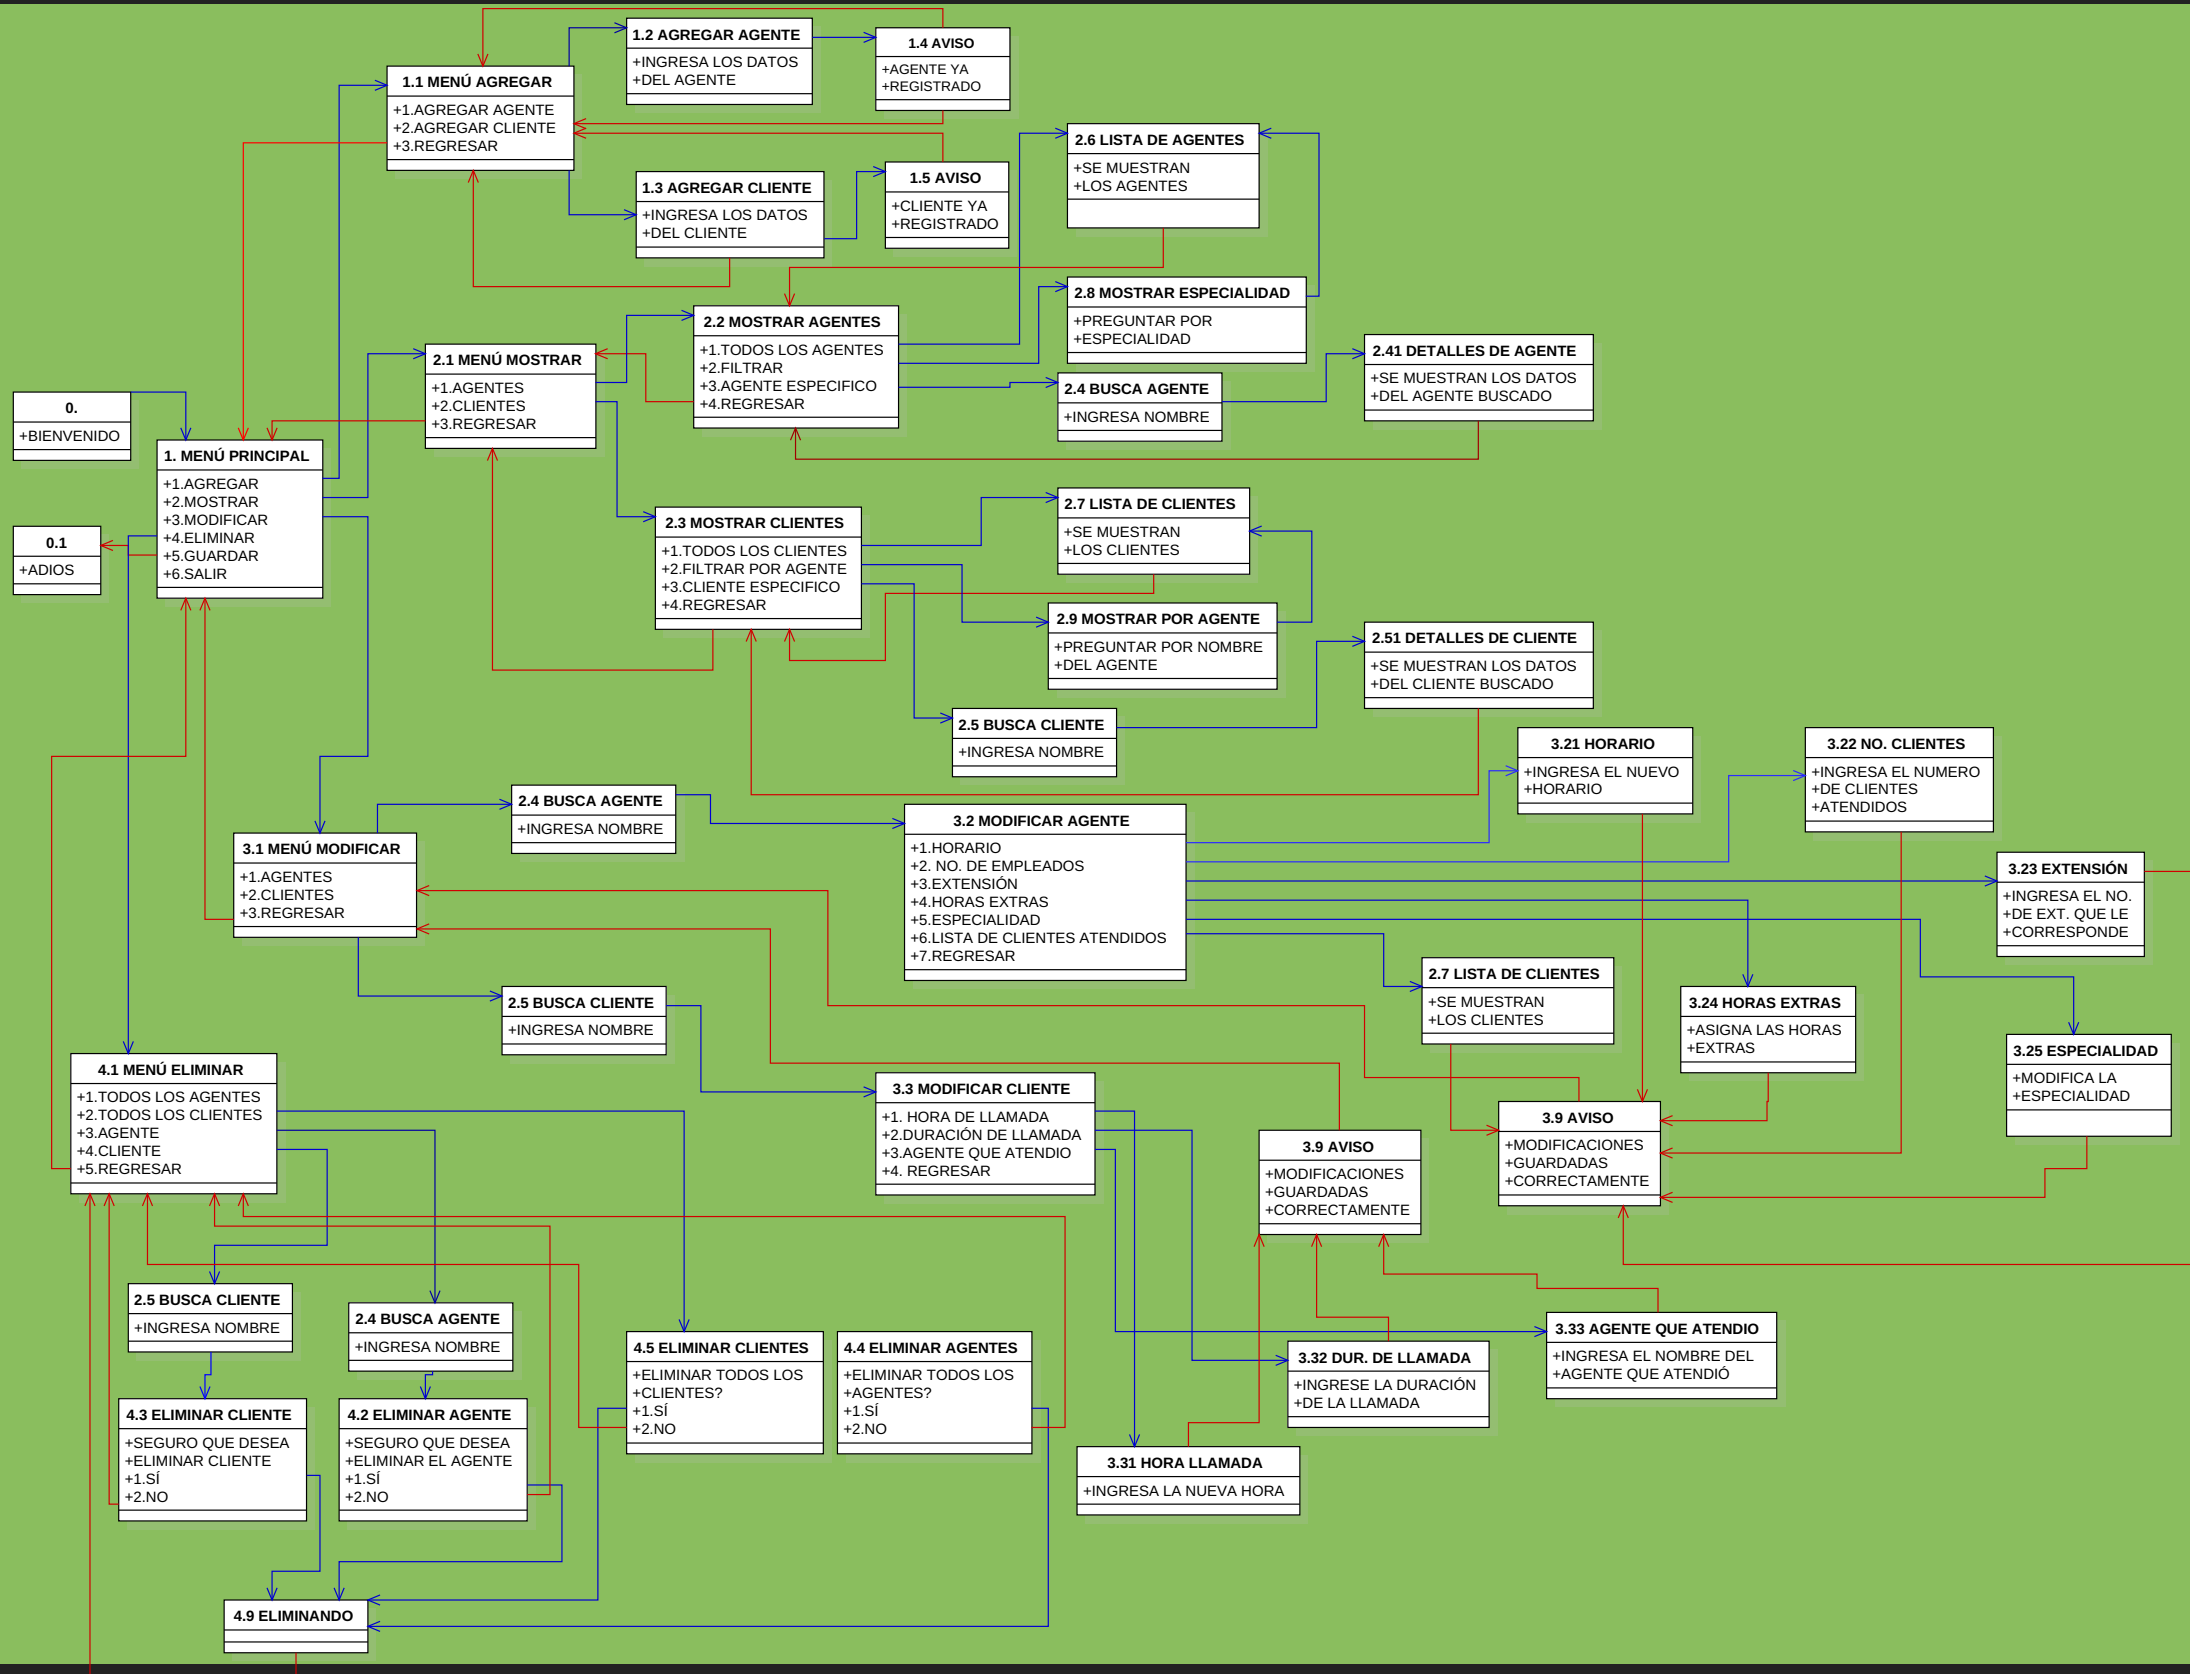 1.2 AGREGAR AGENTE
+INGRESA LOS DATOS
+DEL AGENTE
1.4 AVISO
+AGENTE YA
+REGISTRADO
1.1 MENÚ AGREGAR
+1.AGREGAR AGENTE
+2.AGREGAR CLIENTE
+3.REGRESAR
1.3 AGREGAR CLIENTE
+INGRESA LOS DATOS
+DEL CLIENTE
1.5 AVISO
+CLIENTE YA
+REGISTRADO
2.6 LISTA DE AGENTES
+SE MUESTRAN
+LOS AGENTES
2.8 MOSTRAR ESPECIALIDAD
+PREGUNTAR POR
+ESPECIALIDAD
2.2 MOSTRAR AGENTES
+1.TODOS LOS AGENTES
+2.FILTRAR
+3.AGENTE ESPECIFICO
+4.REGRESAR
2.1 MENÚ MOSTRAR
+1.AGENTES
+2.CLIENTES
+3.REGRESAR
2.41 DETALLES DE AGENTE
+SE MUESTRAN LOS DATOS
+DEL AGENTE BUSCADO
2.4 BUSCA AGENTE
+INGRESA NOMBRE
0.
+BIENVENIDO
1. MENÚ PRINCIPAL
+1.AGREGAR
+2.MOSTRAR
+3.MODIFICAR
+4.ELIMINAR
+5.GUARDAR
+6.SALIR
0.1
+ADIOS
2.7 LISTA DE CLIENTES
+SE MUESTRAN
+LOS CLIENTES
2.3 MOSTRAR CLIENTES
+1.TODOS LOS CLIENTES
+2.FILTRAR POR AGENTE
+3.CLIENTE ESPECIFICO
+4.REGRESAR
2.9 MOSTRAR POR AGENTE
+PREGUNTAR POR NOMBRE
+DEL AGENTE
2.51 DETALLES DE CLIENTE
+SE MUESTRAN LOS DATOS
+DEL CLIENTE BUSCADO
2.5 BUSCA CLIENTE
+INGRESA NOMBRE
3.21 HORARIO
+INGRESA EL NUEVO
+HORARIO
3.22 NO. CLIENTES
+INGRESA EL NUMERO
+DE CLIENTES
+ATENDIDOS
2.4 BUSCA AGENTE
+INGRESA NOMBRE
3.2 MODIFICAR AGENTE
+1.HORARIO
+2. NO. DE EMPLEADOS
+3.EXTENSIÓN
+4.HORAS EXTRAS
+5.ESPECIALIDAD
+6.LISTA DE CLIENTES ATENDIDOS
+7.REGRESAR
3.1 MENÚ MODIFICAR
+1.AGENTES
+2.CLIENTES
+3.REGRESAR
3.23 EXTENSIÓN
+INGRESA EL NO.
+DE EXT. QUE LE
+CORRESPONDE
2.7 LISTA DE CLIENTES
+SE MUESTRAN
+LOS CLIENTES
3.24 HORAS EXTRAS
+ASIGNA LAS HORAS
+EXTRAS
2.5 BUSCA CLIENTE
+INGRESA NOMBRE
3.25 ESPECIALIDAD
+MODIFICA LA
+ESPECIALIDAD
4.1 MENÚ ELIMINAR
+1.TODOS LOS AGENTES
+2.TODOS LOS CLIENTES
+3.AGENTE
+4.CLIENTE
+5.REGRESAR
3.3 MODIFICAR CLIENTE
+1. HORA DE LLAMADA
+2.DURACIÓN DE LLAMADA
+3.AGENTE QUE ATENDIO
+4. REGRESAR
3.9 AVISO
+MODIFICACIONES
+GUARDADAS
+CORRECTAMENTE
3.9 AVISO
+MODIFICACIONES
+GUARDADAS
+CORRECTAMENTE
2.5 BUSCA CLIENTE
+INGRESA NOMBRE
2.4 BUSCA AGENTE
+INGRESA NOMBRE
3.33 AGENTE QUE ATENDIO
+INGRESA EL NOMBRE DEL
+AGENTE QUE ATENDIÓ
4.5 ELIMINAR CLIENTES
+ELIMINAR TODOS LOS
+CLIENTES?
+1.SÍ
+2.NO
4.4 ELIMINAR AGENTES
+ELIMINAR TODOS LOS
+AGENTES?
+1.SÍ
+2.NO
3.32 DUR. DE LLAMADA
+INGRESE LA DURACIÓN
+DE LA LLAMADA
4.3 ELIMINAR CLIENTE
+SEGURO QUE DESEA
+ELIMINAR CLIENTE
+1.SÍ
+2.NO
4.2 ELIMINAR AGENTE
+SEGURO QUE DESEA
+ELIMINAR EL AGENTE
+1.SÍ
+2.NO
3.31 HORA LLAMADA
+INGRESA LA NUEVA HORA
4.9 ELIMINANDO